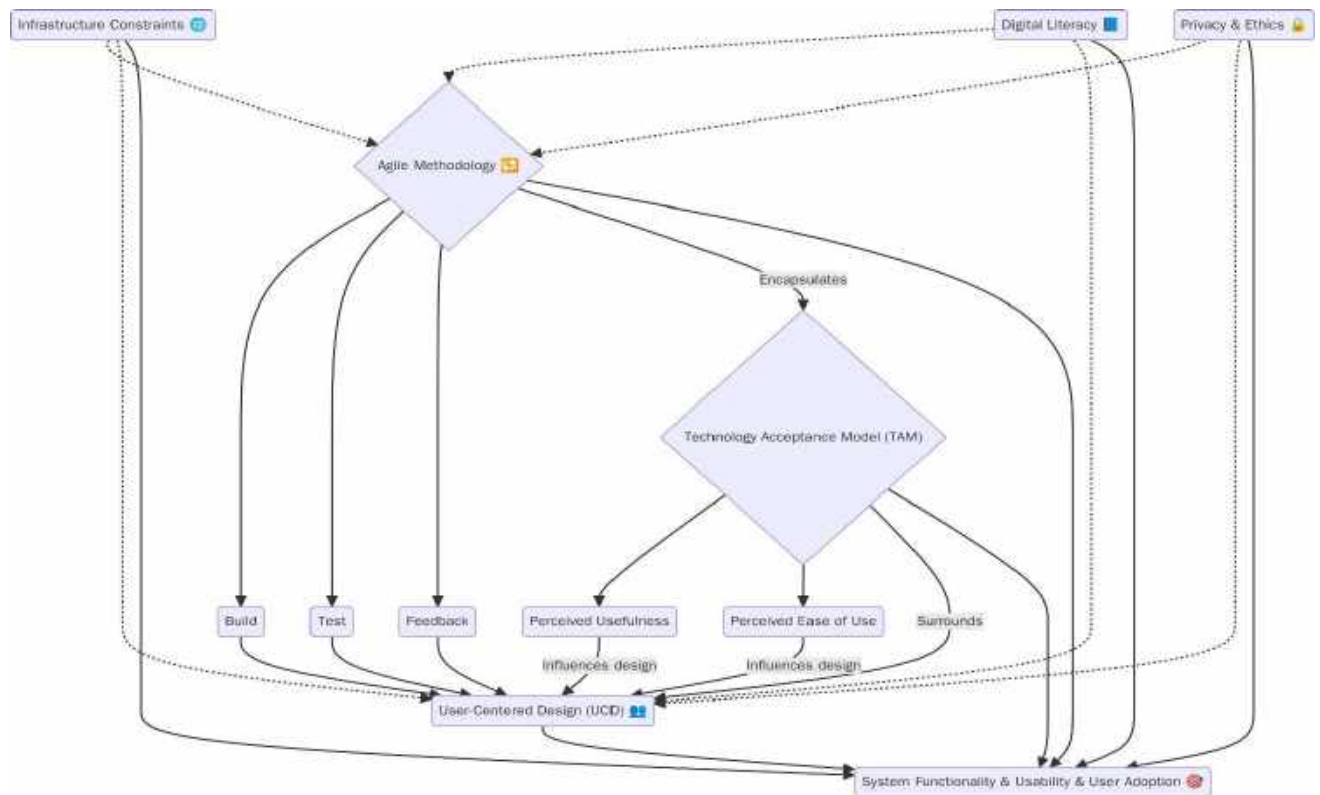 Infrastructure Constraints 🌐
Digital Literacy 📘
Privacy & Ethics 🔒
Agile Methodology 🔁
Encapsulates
Technology Acceptance Model (TAM)
Build
Test
Feedback
Perceived Usefulness
Perceived Ease of Use
Surrounds
Influences design
Influences design
User-Centered Design (UCD) 👥
System Functionality & Usability & User Adoption 🎯